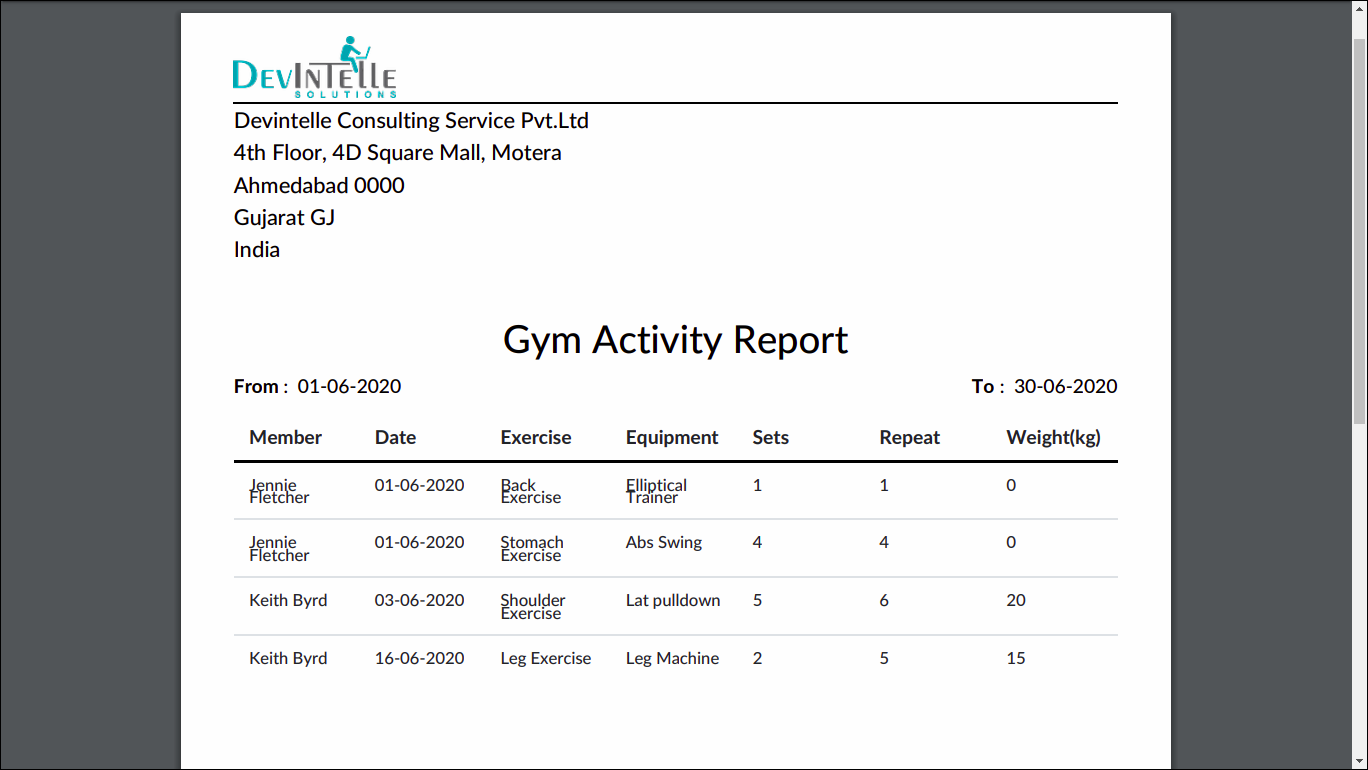 DEVINTELLE
SOLUTIONS
Devintelle Consulting Service Pvt.Ltd
4th Floor, 4D Square Mall, Motera
Ahmedabad 0000
Gujarat GJ
India
Gym Activity Report
From : 01-06-2020 To : 30-06-2020
Member Date Exercise Equipment Sets Repeat Weight(kg)
Jennie Fletcher 01-06-2020 Back Exercise Elliptical Trainer 1 1 0
Jennie Fletcher 01-06-2020 Stomach Exercise Abs Swing 4 4 0
Keith Byrd 03-06-2020 Shoulder Exercise Lat pulldown 5 6 20
Keith Byrd 16-06-2020 Leg Exercise Leg Machine 2 5 15